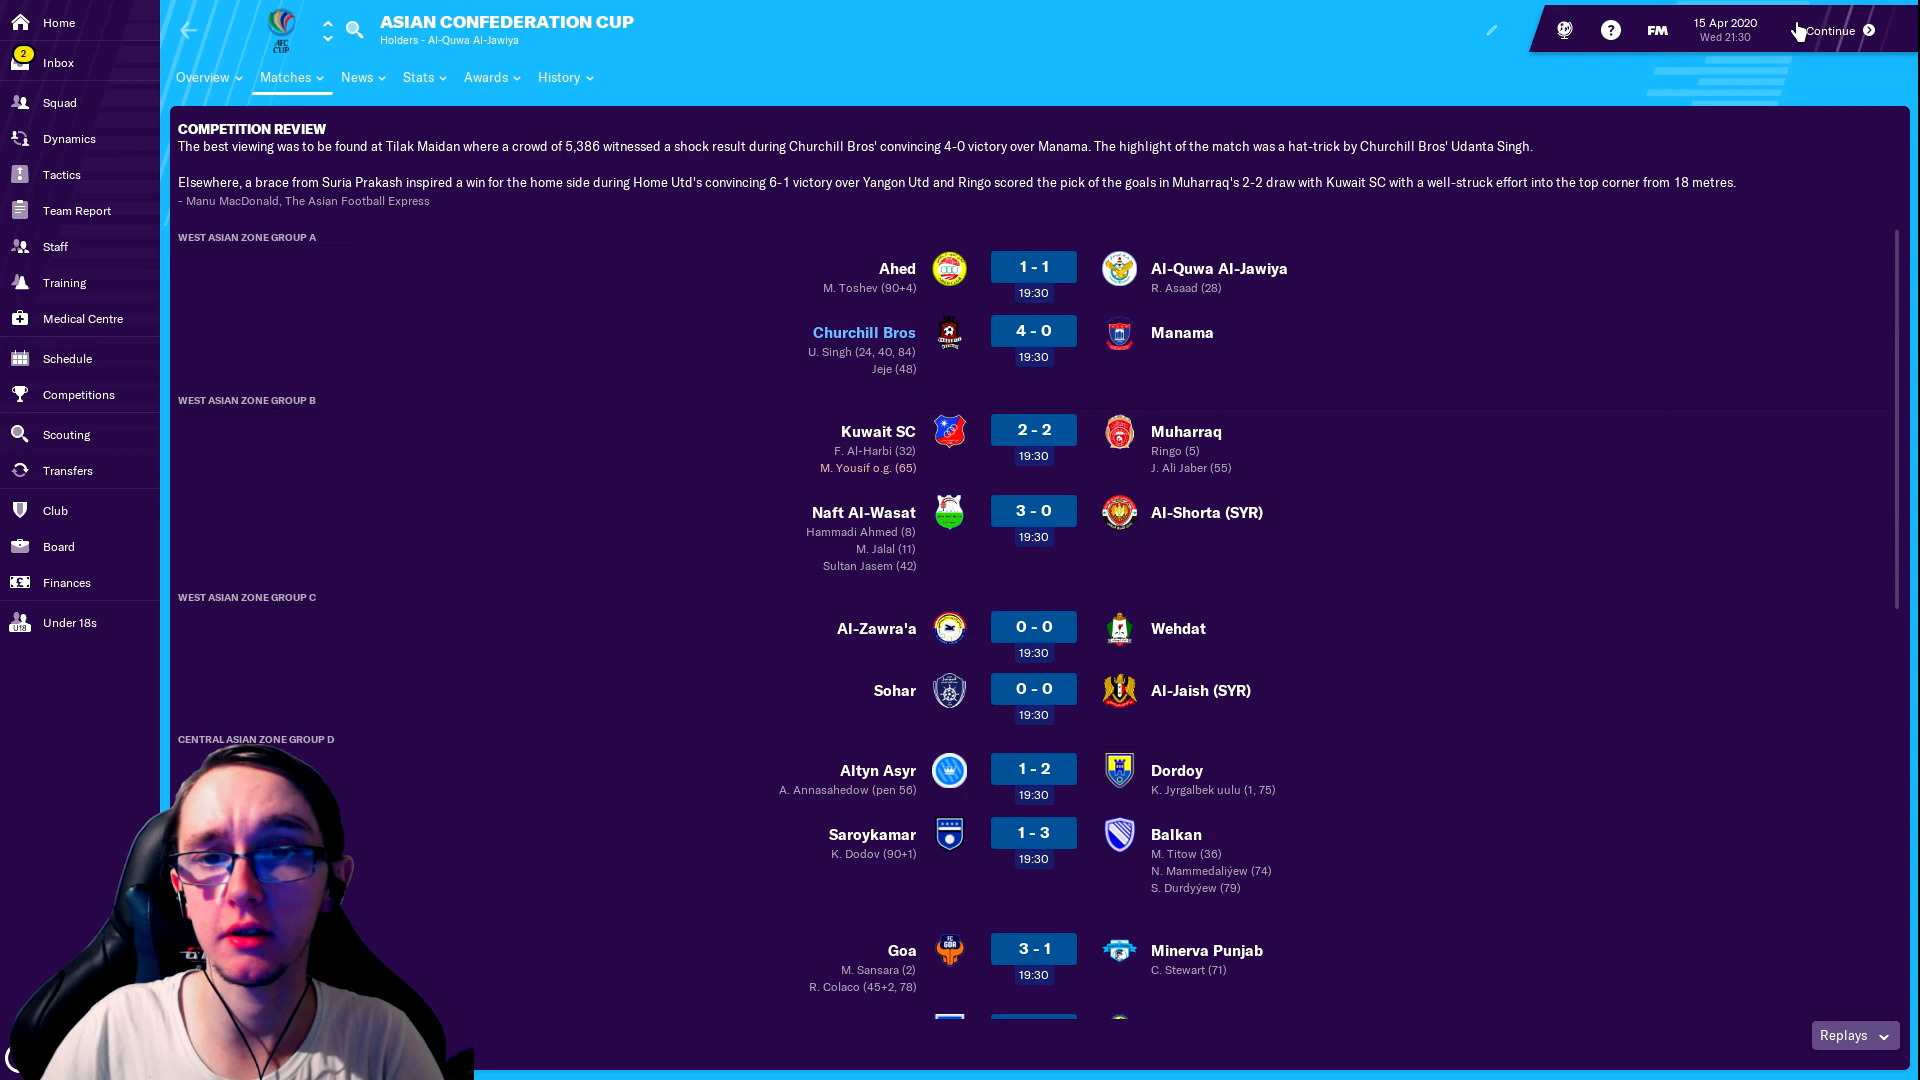 Home
2
Inbox
Squad
Dynamics
Tactics
Team Report
Staff
Training
Medical Centre
Schedule
Competitions
Scouting
Transfers
Club
Board
Finances
U18
Under 18s
AFC
CUP
ASIAN CONFEDERATION CUP
Holders - Al-Quwa Al-Jawiya
FM
15 Apr 2020
Wed 21:30
Continue
Overview
Matches
News
Stats
Awards
History
COMPETITION REVIEW
The best viewing was to be found at Tilak Maidan where a crowd of 5,386 witnessed a shock result during Churchill Bros' convincing 4-0 victory over Manama. The highlight of the match was a hat-trick by Churchill Bros' Udanta Singh.
Elsewhere, a brace from Suria Prakash inspired a win for the home side during Home Utd's convincing 6-1 victory over Yangon Utd and Ringo scored the pick of the goals in Muharraq's 2-2 draw with Kuwait SC with a well-struck effort into the top corner from 18 metres.
- Manu MacDonald, The Asian Football Express
WEST ASIAN ZONE GROUP A
Ahed 1 - 1 Al-Quwa Al-Jawiya
M. Toshev (90+4) 19:30 R. Asaad (28)
Churchill Bros 4 - 0 Manama
U. Singh (24, 40, 84) 19:30
Jeje (48)
WEST ASIAN ZONE GROUP B
Kuwait SC 2 - 2 Muharraq
F. Al-Harbi (32) 19:30 Ringo (5)
M. Yousif o.g. (65) J. Ali Jaber (55)
Naft Al-Wasat 3 - 0 Al-Shorta (SYR)
Hammadi Ahmed (8) 19:30
M. Jalal (11)
Sultan Jasem (42)
WEST ASIAN ZONE GROUP C
Al-Zawra'a 0 - 0 Wehdat
19:30
Sohar 0 - 0 Al-Jaish (SYR)
19:30
CENTRAL ASIAN ZONE GROUP D
Altyn Asyr 1 - 2 Dordoy
A. Annasahedow (pen 56) 19:30 K. Jyrgalbek uulu (1, 75)
Saroykamar 1 - 3 Balkan
K. Dodov (90+1) 19:30 M. Titow (36)
N. Mammedaliýew (74)
S. Durdyýew (79)
Goa FC GOA 3 - 1 Minerva Punjab
M. Sansara (2) 19:30 C. Stewart (71)
R. Colaco (45+2, 78)
Replays